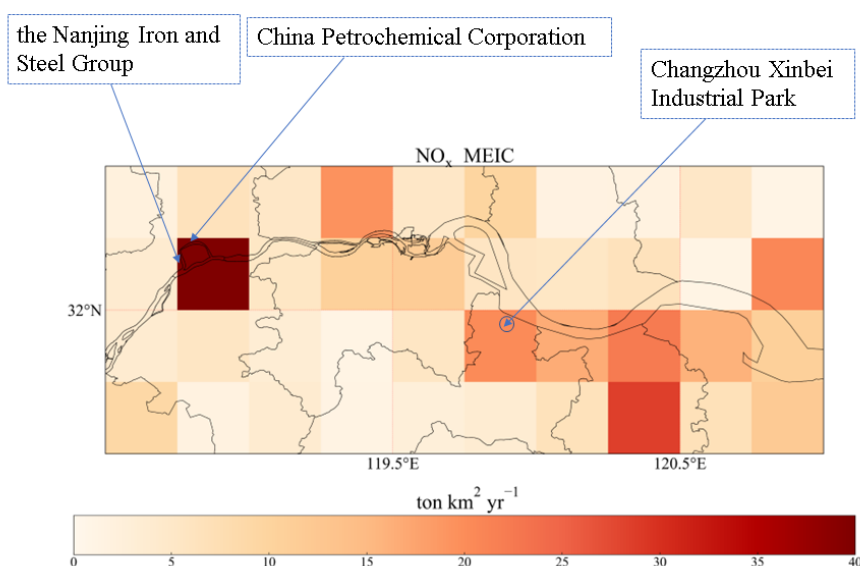 the Nanjing Iron and
Steel Group
China Petrochemical Corporation
Changzhou Xinbei
Industrial Park
NOx MEIC
32°N
119.5°E 120.5°E
ton km² yr⁻¹
0 5 10 15 20 25 30 35 40